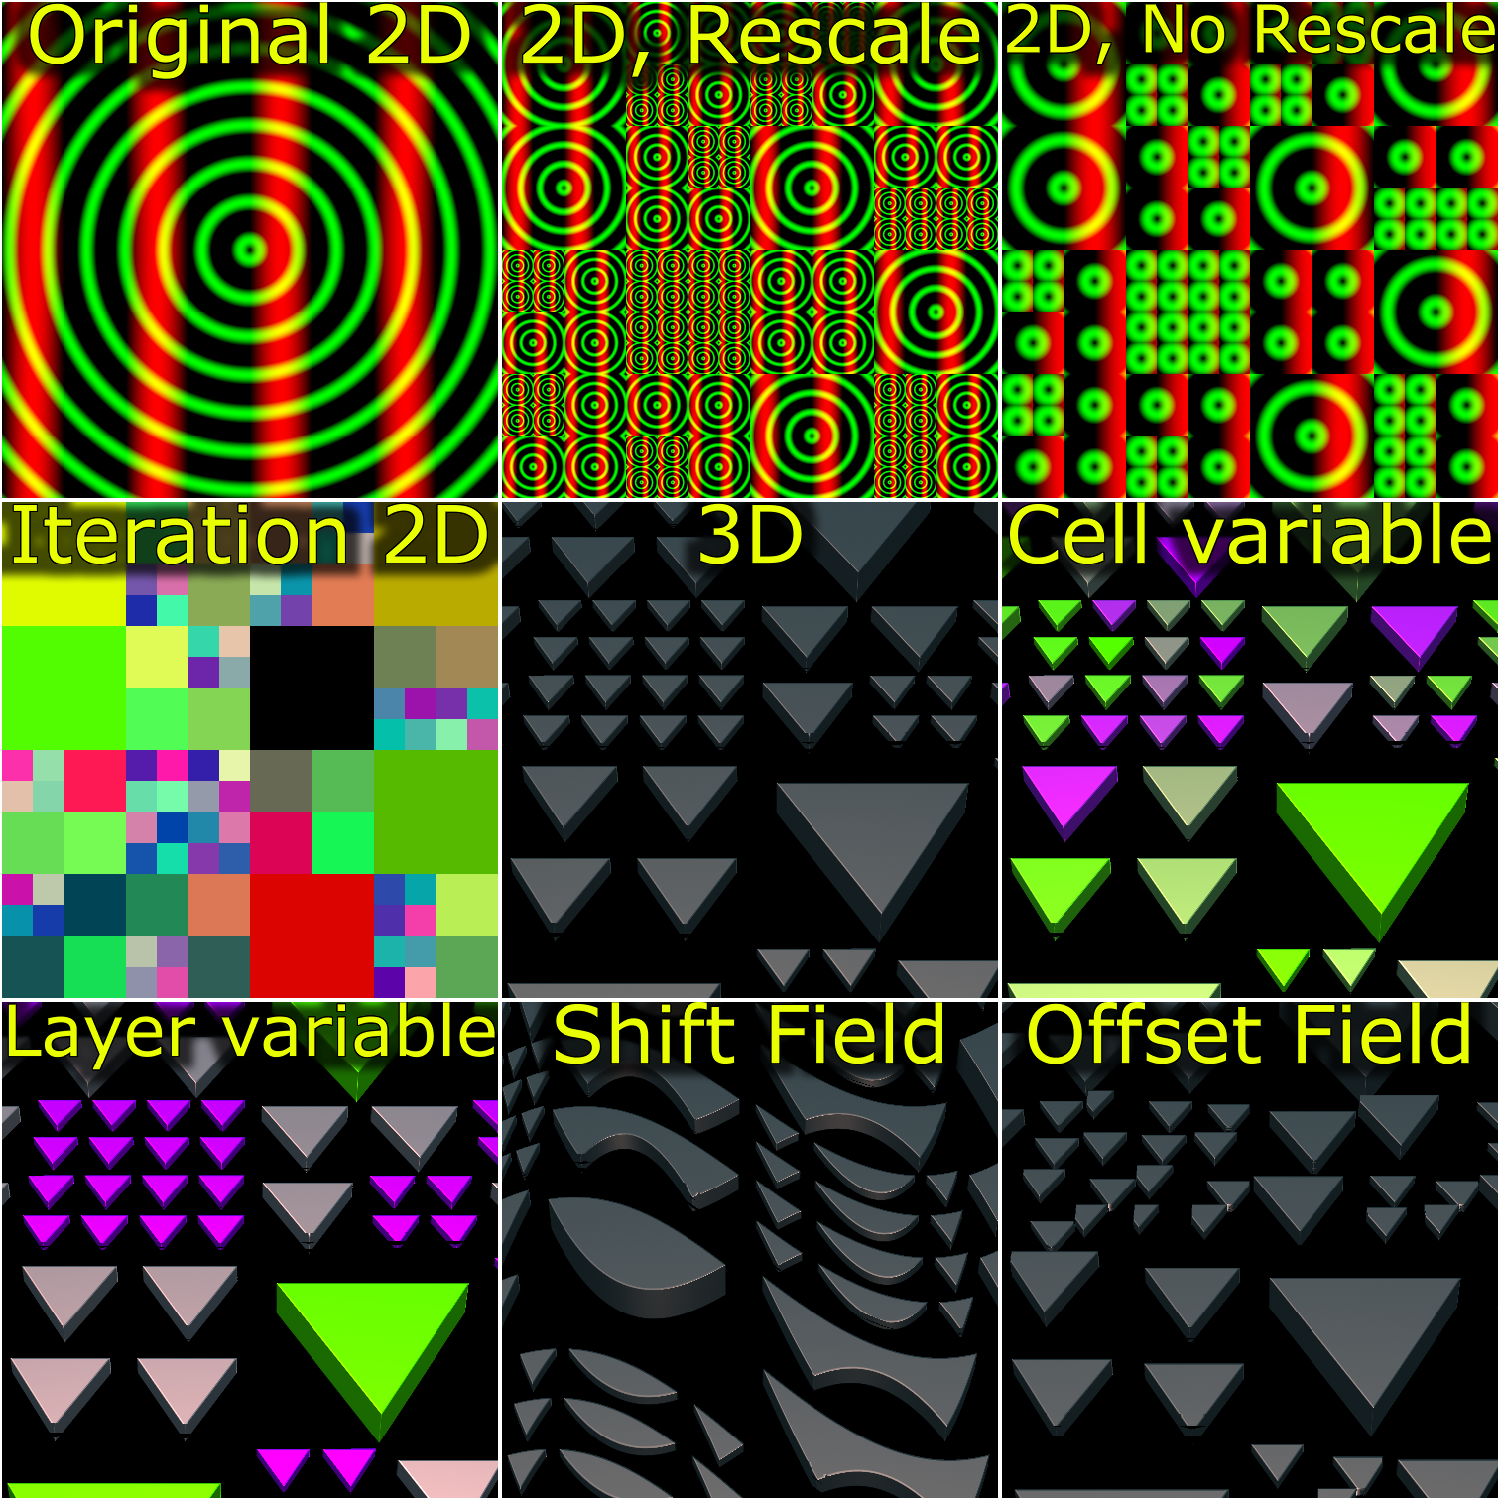 Original 2D
2D, Rescale
2D, No Rescale
Iteration 2D
3D
Cell variable
Layer variable
Shift Field
Offset Field